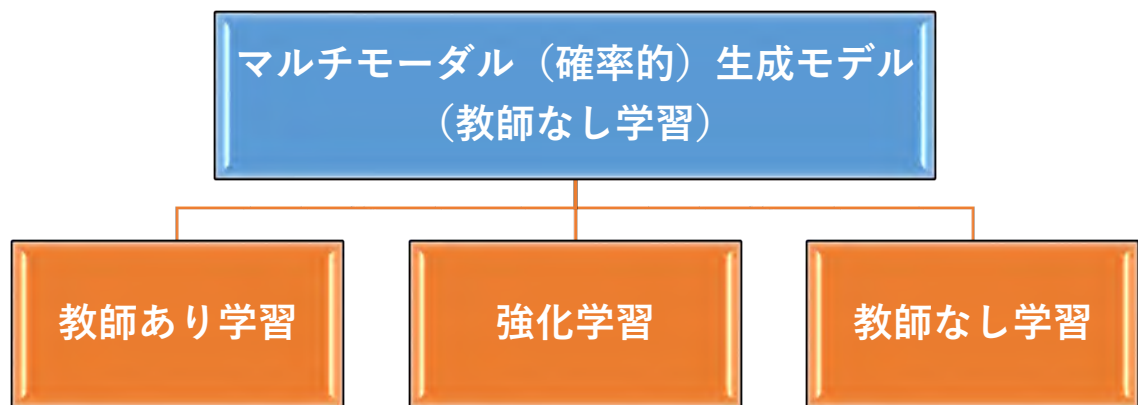 マルチモーダル（確率的）生成モデル
（教師なし学習）
教師あり学習
強化学習
教師なし学習